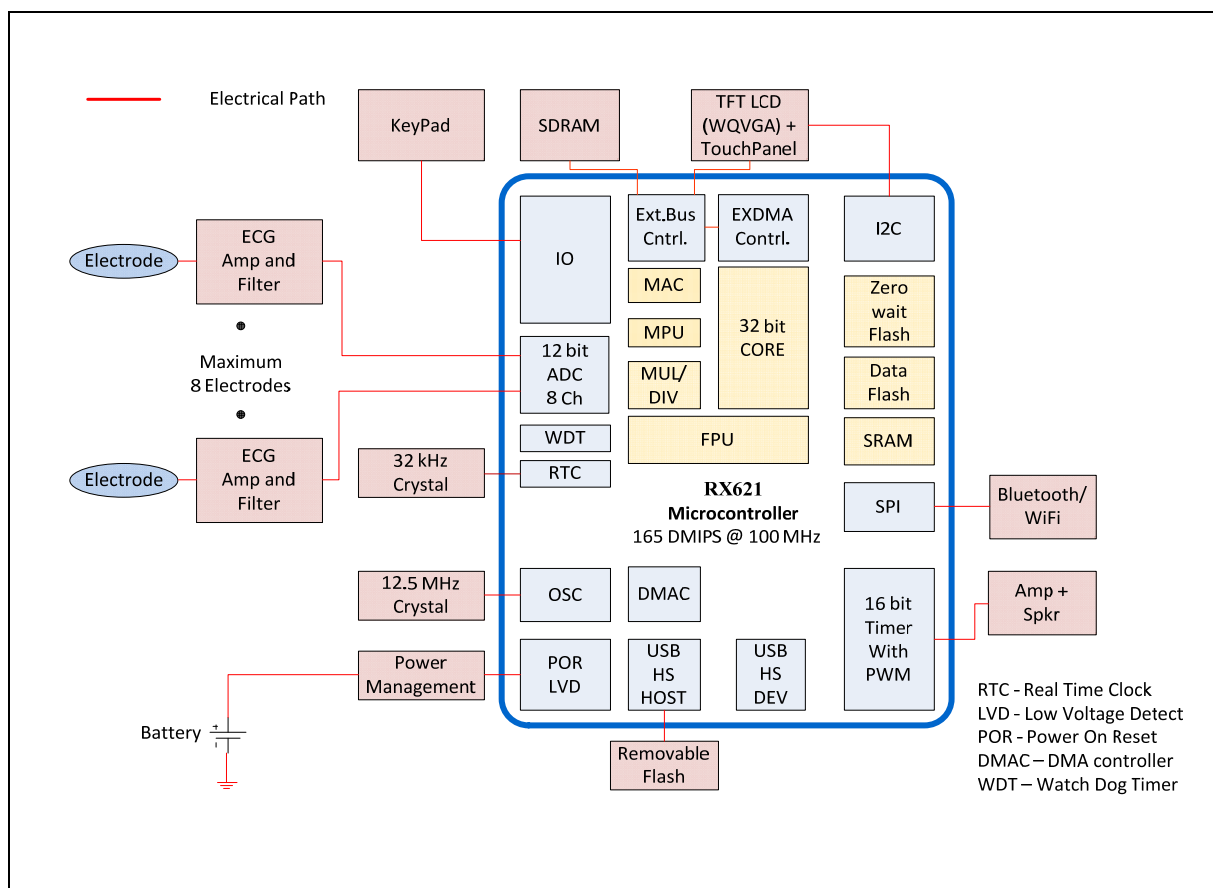 Electrical Path
KeyPad
SDRAM
TFT LCD
(WQVGA) +
TouchPanel
Electrode
ECG
Amp and
Filter
IO
Ext.Bus
Cntrl.
EXDMA
Contrl.
I2C
MAC
MPU
MUL/
DIV
32 bit
CORE
Zero
wait
Flash
Maximum
8 Electrodes
12 bit
ADC
8 Ch
Data
Flash
WDT
FPU
SRAM
Electrode
ECG
Amp and
Filter
32 kHz
Crystal
RTC
RX621
Microcontroller
165 DMIPS @ 100 MHz
SPI
Bluetooth/
WiFi
12.5 MHz
Crystal
OSC
DMAC
16 bit
Timer
With
PWM
Amp +
Spkr
Power
Management
POR
LVD
USB
HS
HOST
USB
HS
DEV
Battery
+
-
Removable
Flash
RTC - Real Time Clock
LVD - Low Voltage Detect
POR - Power On Reset
DMAC – DMA controller
WDT – Watch Dog Timer